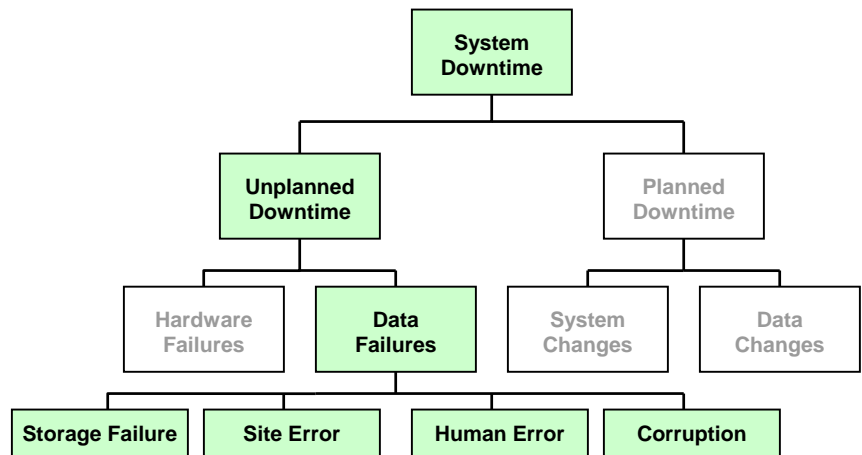 System
Downtime
Unplanned
Downtime
Planned
Downtime
Hardware
Failures
Data
Failures
System
Changes
Data
Changes
Storage Failure
Site Error
Human Error
Corruption